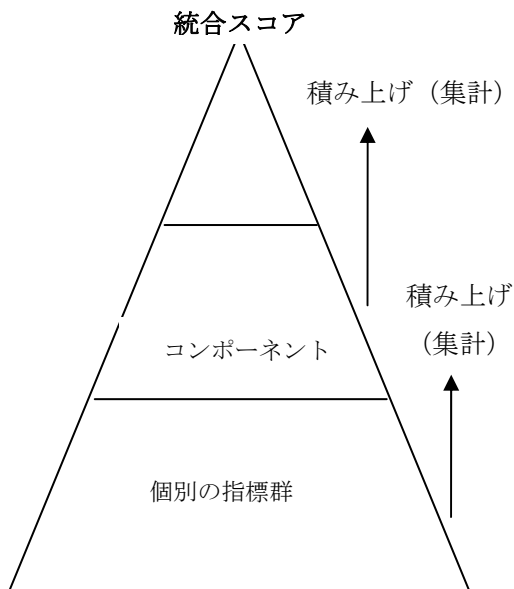 統合スコア
積み上げ（集計）
積み上げ
（集計）
コンポーネント
個別の指標群